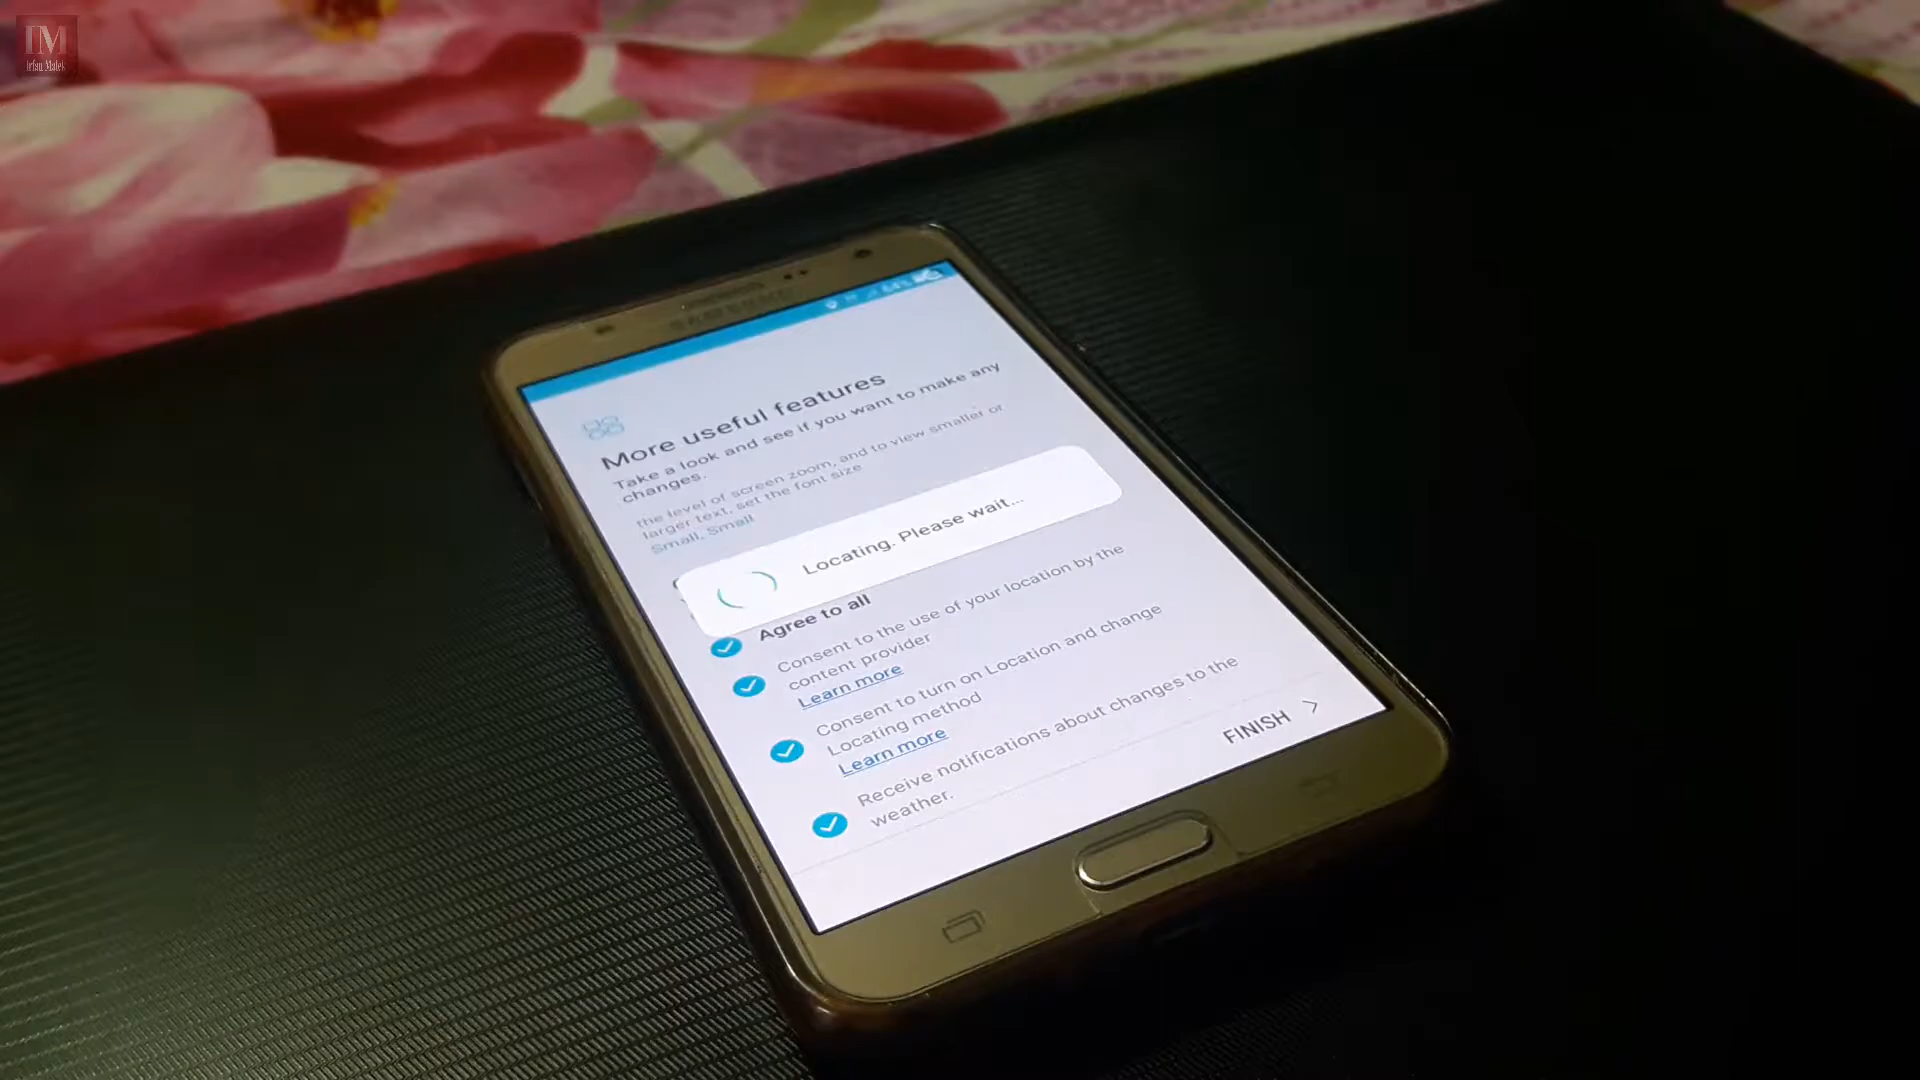 IM
Irfan Malek
SAMSUNG
64%
More useful features
Take a look and see if you want to make any
changes.
the level of screen zoom, and to view smaller or
larger text, set the font size
Small, Small
Locating. Please wait...
Agree to all
Consent to the use of your location by the
content provider
Learn more
Consent to turn on Location and change
Locating method
Learn more
Receive notifications about changes to the
weather.
FINISH >